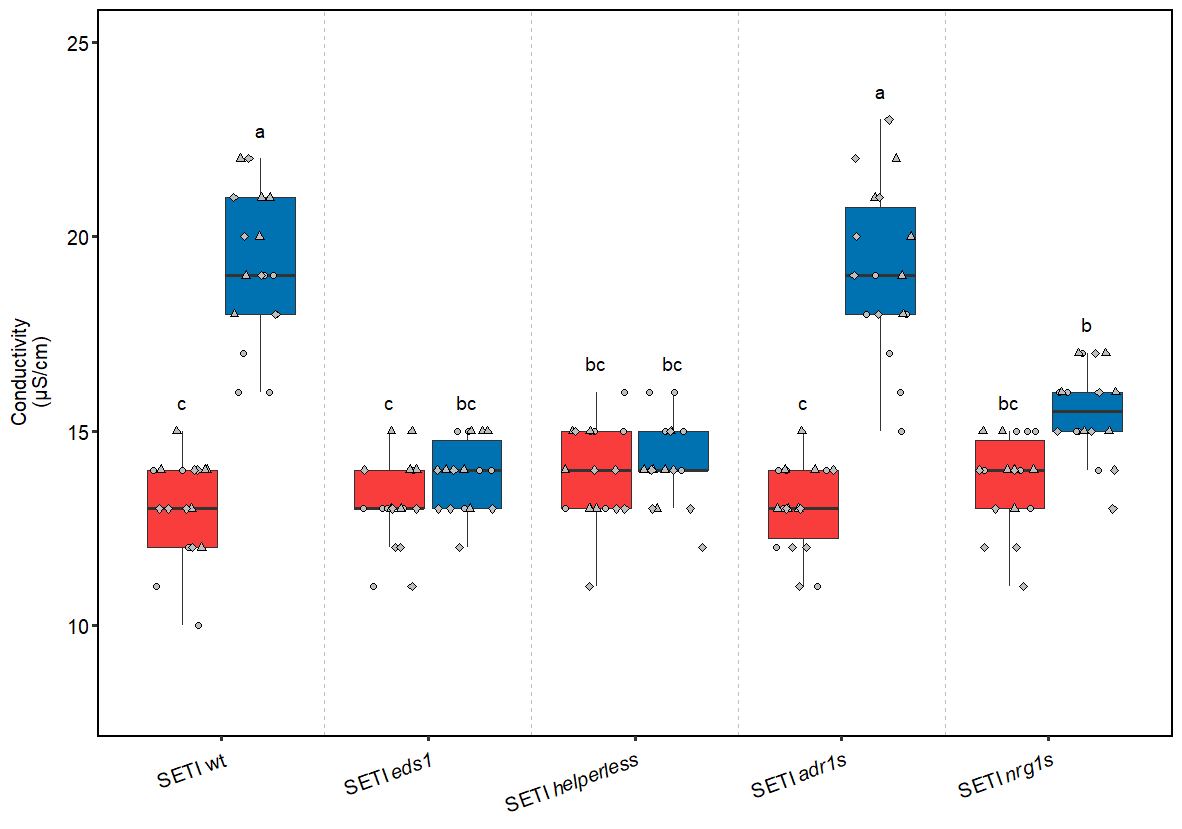 25
20
15
10
Conductivity
(µS/cm)
a
a
c
c
bc
bc
bc
c
bc
b
SETI wt
SETI eds1
SETI helperless
SETI adr1s
SETI nrg1s